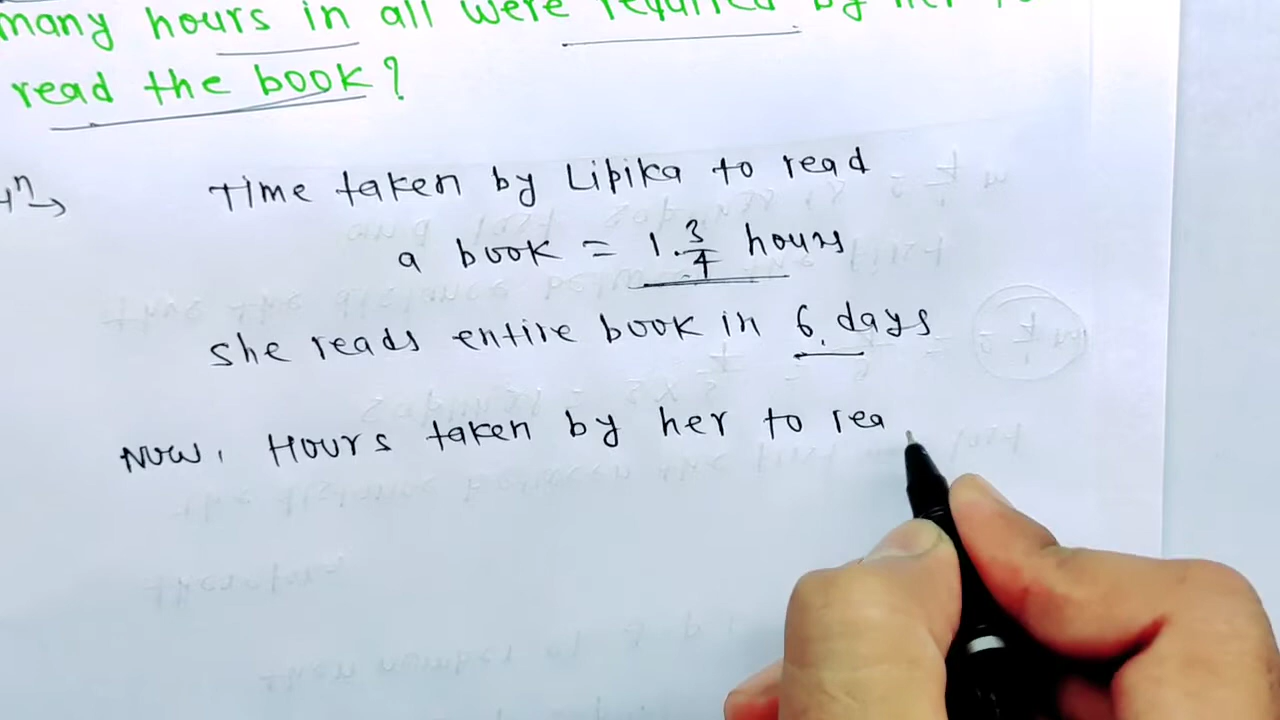 many hours in all were required by her
read the book?
Time taken by Lipika to read
a book = 1.3/4 hours
she reads entire book in 6 days
Now, Hours taken by her to rea